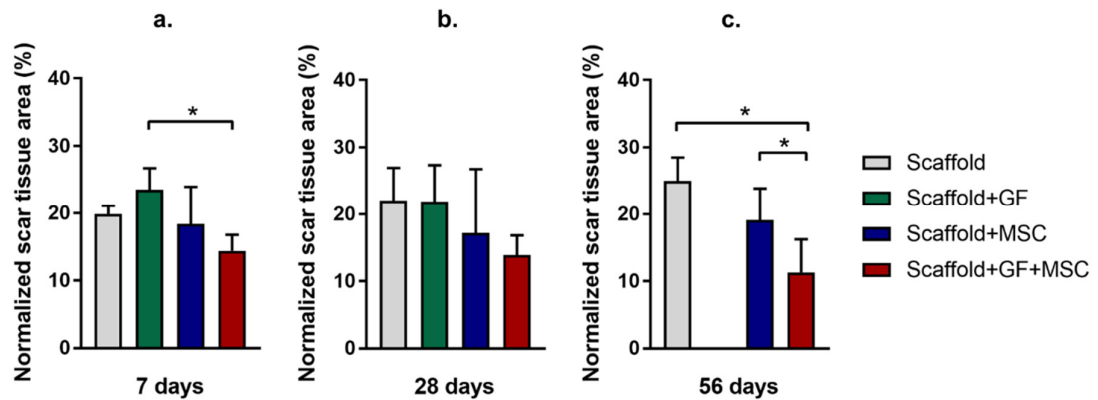 a.
Normalized scar tissue area (%)
40
30
20
10
0
*
7 days
b.
Normalized scar tissue area (%)
40
30
20
10
0
28 days
c.
Normalized scar tissue area (%)
40
30
20
10
0
*
*
56 days
Scaffold
Scaffold+GF
Scaffold+MSC
Scaffold+GF+MSC